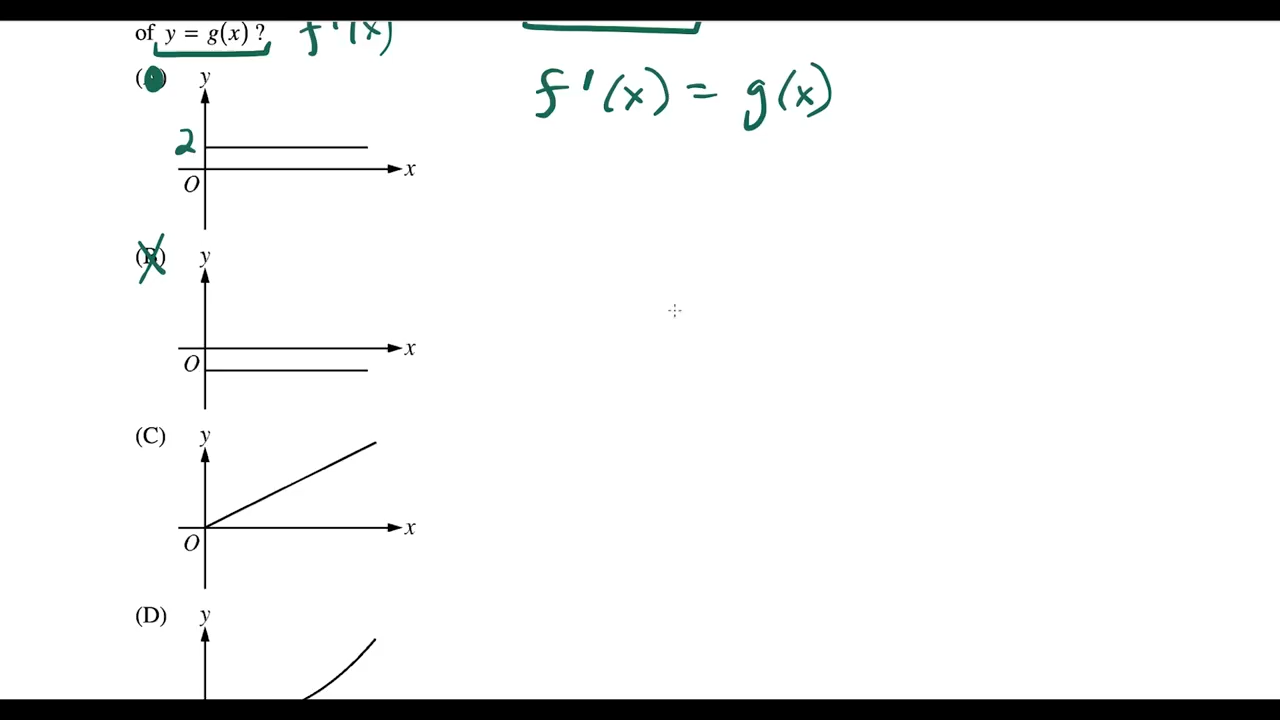 of y = g(x) ? f'(x)
y
f'(x) = g(x)
2
x
O
(B) y
O x
(C) y
O x
(D) y